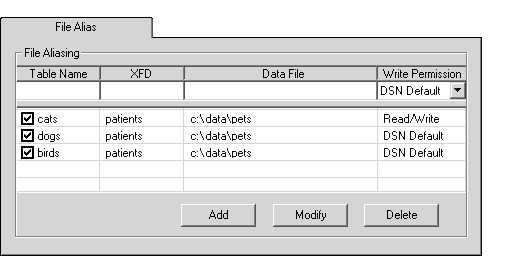 File Alias
File Aliasing
Table Name XFD Data File Write Permission
DSN Default
cats patients c:\data\pets Read/Write
dogs patients c:\data\pets DSN Default
birds patients c:\data\pets DSN Default
Add Modify Delete